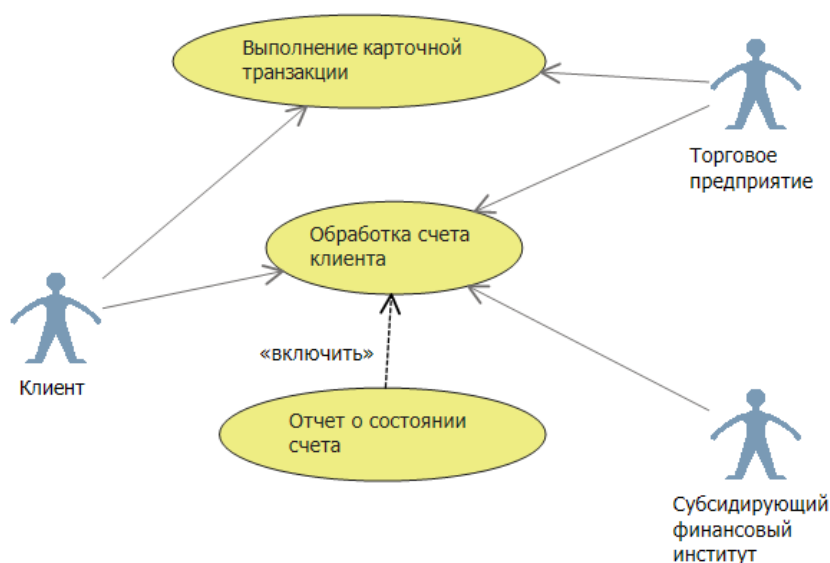 Выполнение карточной
транзакции
Торговое
предприятие
Обработка счета
клиента
Клиент
«включить»
Отчет о состоянии
счета
Субсидирующий
финансовый
институт